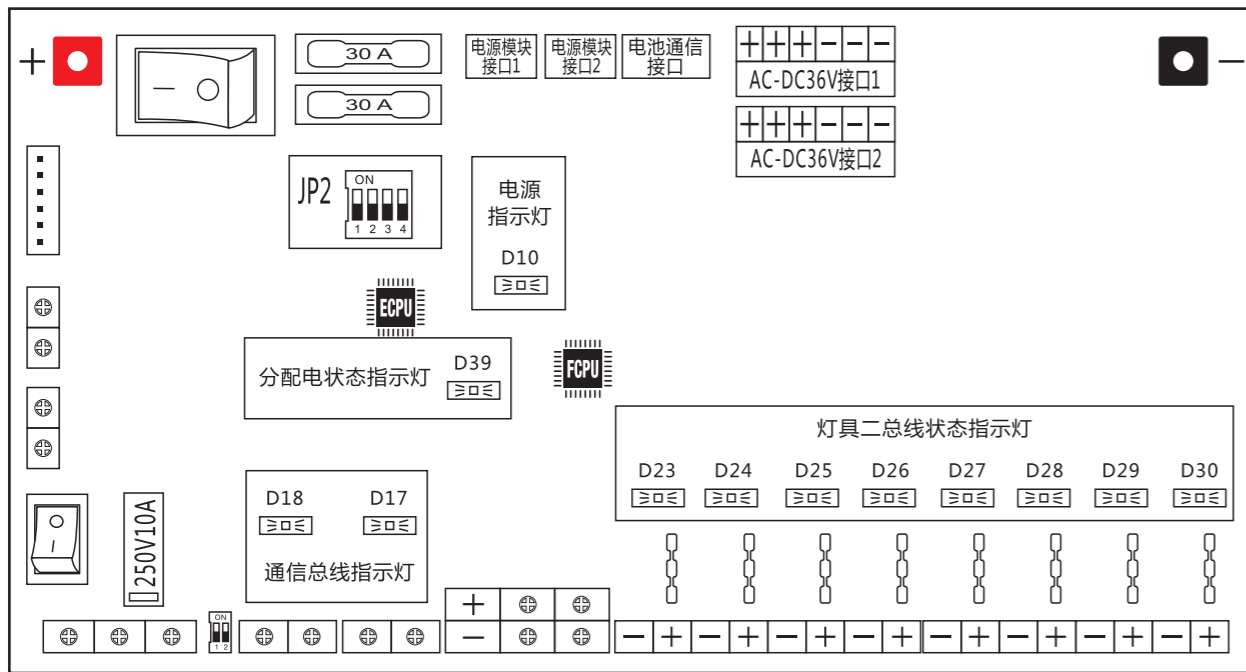 +
30 A
30 A
电源模块
接口1
电源模块
接口2
电池通信
接口
+++---
AC-DC36V接口1
+++---
AC-DC36V接口2
-
JP2
ON
1 2 3 4
电源
指示灯
D10
ECPU
FCPU
分配电状态指示灯
D39
灯具二总线状态指示灯
D23 D24 D25 D26 D27 D28 D29 D30
D18 D17
通信总线指示灯
250V10A
ON
1 2
+
-
- + - + - + - + - + - + - + - +